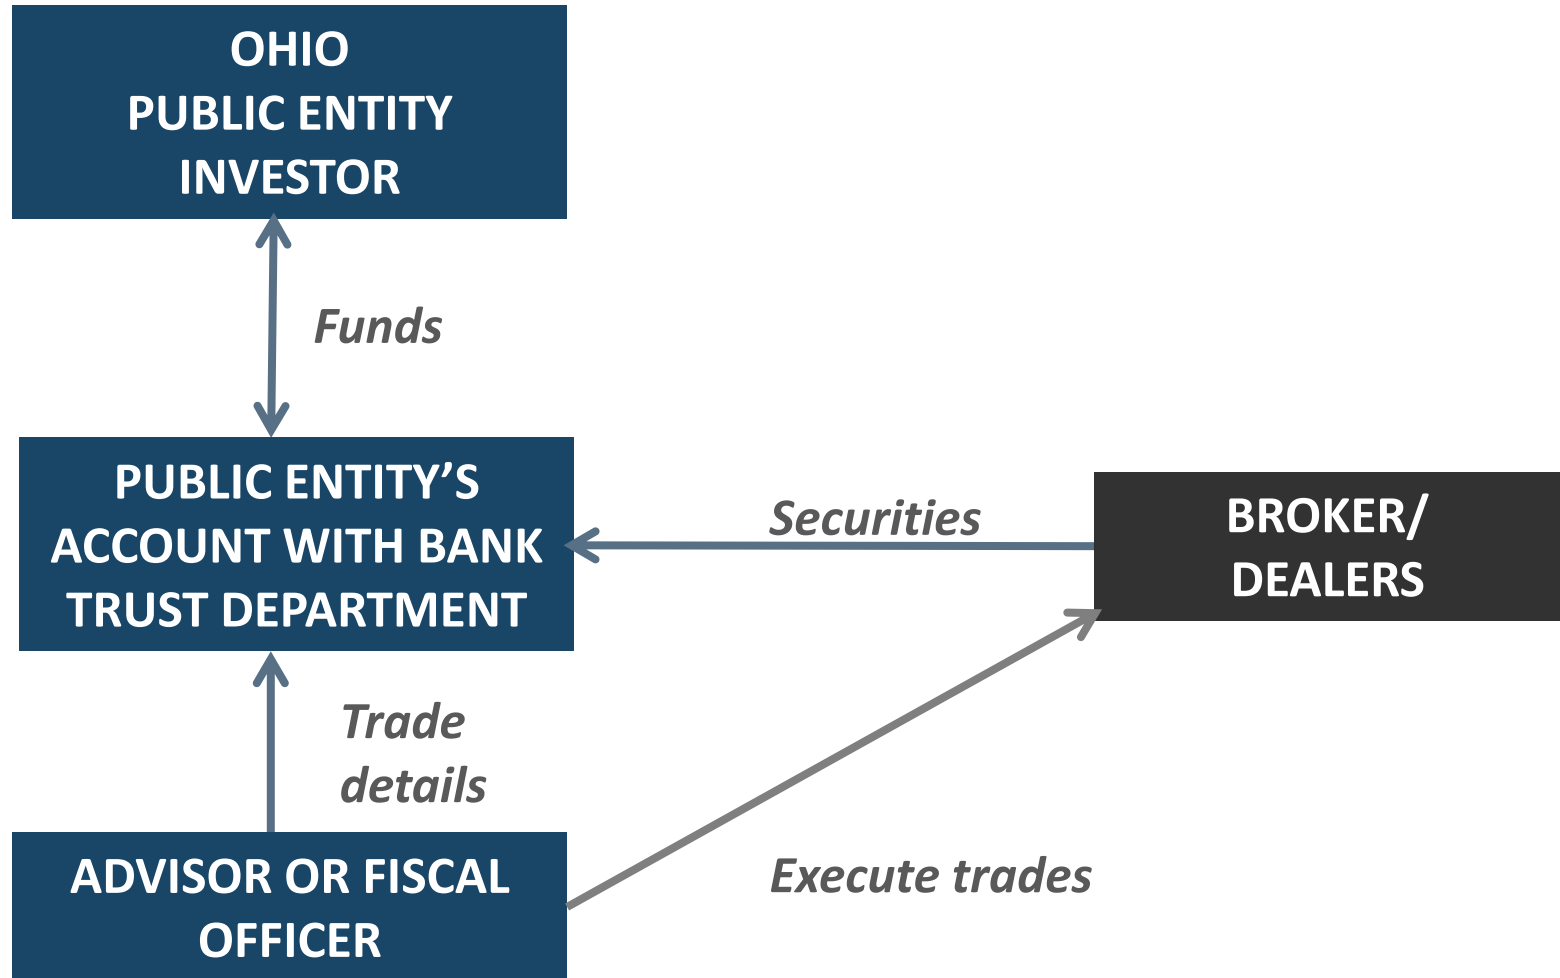 OHIO
PUBLIC ENTITY
INVESTOR
Funds
PUBLIC ENTITY’S
ACCOUNT WITH BANK
TRUST DEPARTMENT
Securities
BROKER/
DEALERS
Trade
details
ADVISOR OR FISCAL
OFFICER
Execute trades